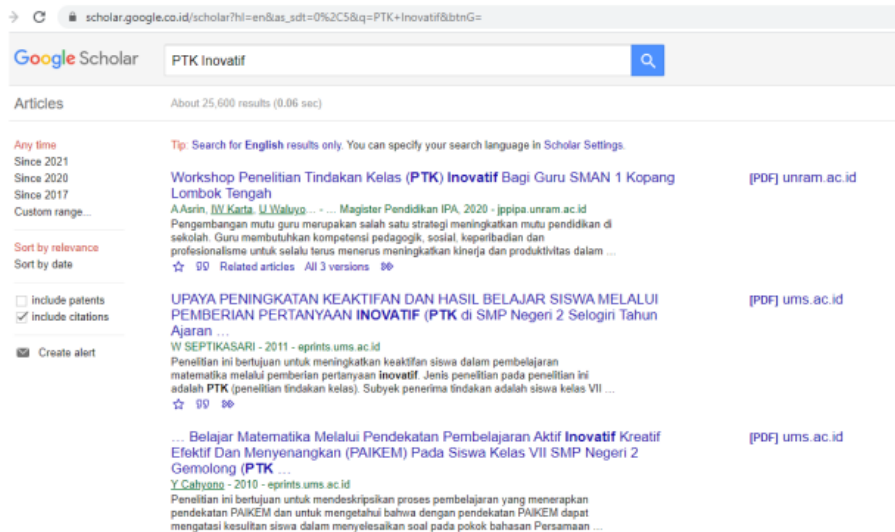 scholar.google.co.id/scholar?hl=en&as_sdt=0%2C5&q=PTK+Inovatif&btnG=
Google Scholar
PTK Inovatif
Articles
About 25,600 results (0.06 sec)
Any time
Since 2021
Since 2020
Since 2017
Custom range...
Sort by relevance
Sort by date
include patents
include citations
Create alert
Tip: Search for English results only. You can specify your search language in Scholar Settings.
Workshop Penelitian Tindakan Kelas (PTK) Inovatif Bagi Guru SMAN 1 Kopang
Lombok Tengah
[PDF] unram.ac.id
A Asrin, IW Karta, U Waluyo... - ... Magister Pendidikan IPA, 2020 - jppipa.unram.ac.id
Pengembangan mutu guru merupakan salah satu strategi meningkatkan mutu pendidikan di
sekolah. Guru membutuhkan kompetensi pedagogik, sosial, keperibadian dan
profesionalisme untuk selalu terus menerus meningkatkan kinerja dan produktivitas dalam ...
Related articles All 3 versions
UPAYA PENINGKATAN KEAKTIFAN DAN HASIL BELAJAR SISWA MELALUI
PEMBERIAN PERTANYAAN INOVATIF (PTK di SMP Negeri 2 Selogiri Tahun
Ajaran ...
[PDF] ums.ac.id
W SEPTIKASARI - 2011 - eprints.ums.ac.id
Penelitian ini bertujuan untuk meningkatkan keaktifan siswa dalam pembelajaran
matematika melalui pemberian pertanyaan inovatif. Jenis penelitian pada penelitian ini
adalah PTK (penelitian tindakan kelas). Subyek penerima tindakan adalah siswa kelas VII ...
... Belajar Matematika Melalui Pendekatan Pembelajaran Aktif Inovatif Kreatif
Efektif Dan Menyenangkan (PAIKEM) Pada Siswa Kelas VII SMP Negeri 2
Gemolong (PTK ...
[PDF] ums.ac.id
Y Cahyono - 2010 - eprints.ums.ac.id
Penelitian ini bertujuan untuk mendeskripsikan proses pembelajaran yang menerapkan
pendekatan PAIKEM dan untuk mengetahui bahwa dengan pendekatan PAIKEM dapat
mengatasi kesulitan siswa dalam menyelesaikan soal pada pokok bahasan Persamaan ...